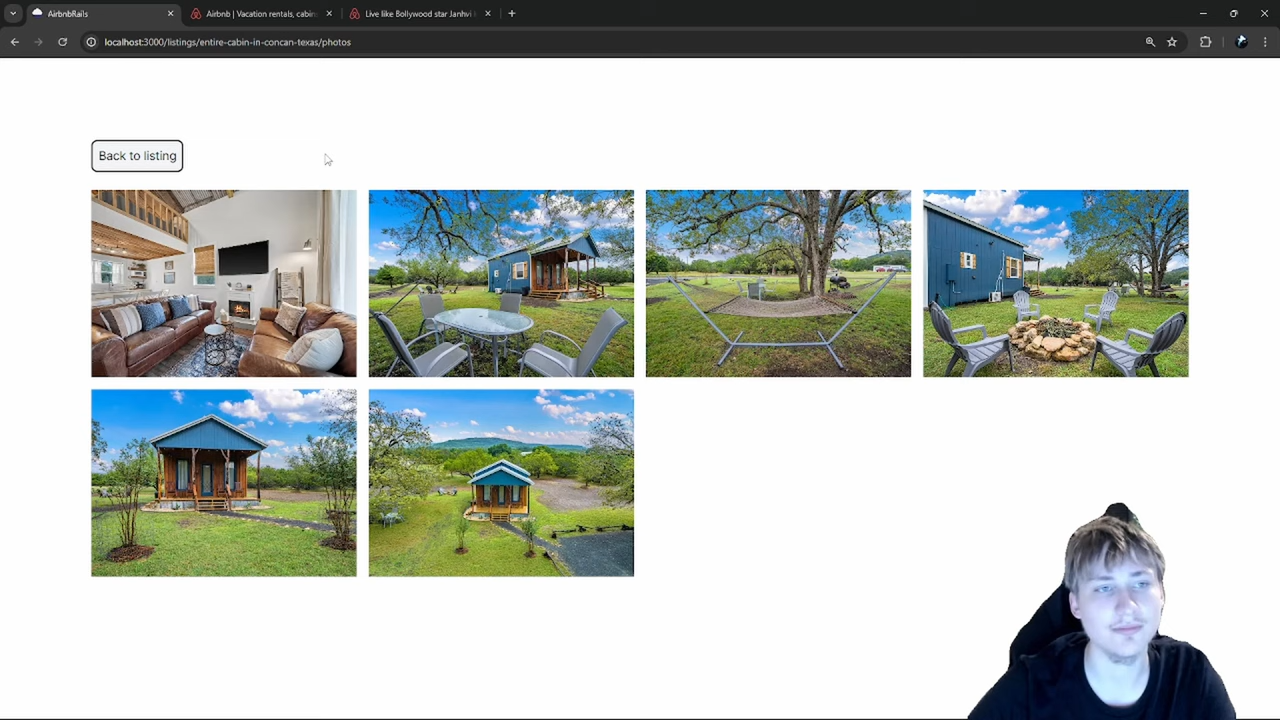 AirbnbRails
Airbnb | Vacation rentals, cabin
Live like Bollywood star Janhvi
localhost:3000/listings/entire-cabin-in-concan-texas/photos
Back to listing